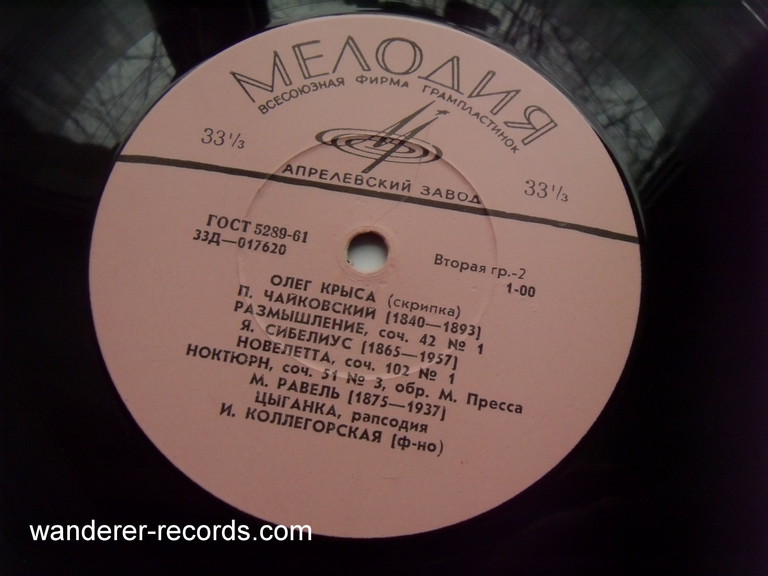 МЕЛОДИЯ
ВСЕСОЮЗНАЯ ФИРМА ГРАМПЛАСТИНОК
33⅓
33⅓
АПРЕЛЕВСКИЙ ЗАВОД
ГОСТ 5289-61
33Д—017620
Вторая гр.-2
1-00
ОЛЕГ КРЫСА (скрипка)
П. ЧАЙКОВСКИЙ [1840—1893]
РАЗМЫШЛЕНИЕ, соч. 42 № 1
Я. СИБЕЛИУС [1865—1957]
НОВЕЛЕТТА, соч. 102 № 1
НОКТЮРН, соч. 51 № 3, обр. М. Пресса
М. РАВЕЛЬ [1875—1937]
ЦЫГАНКА, рапсодия
И. КОЛЛЕГОРСКАЯ [ф-но)
wanderer-records.com